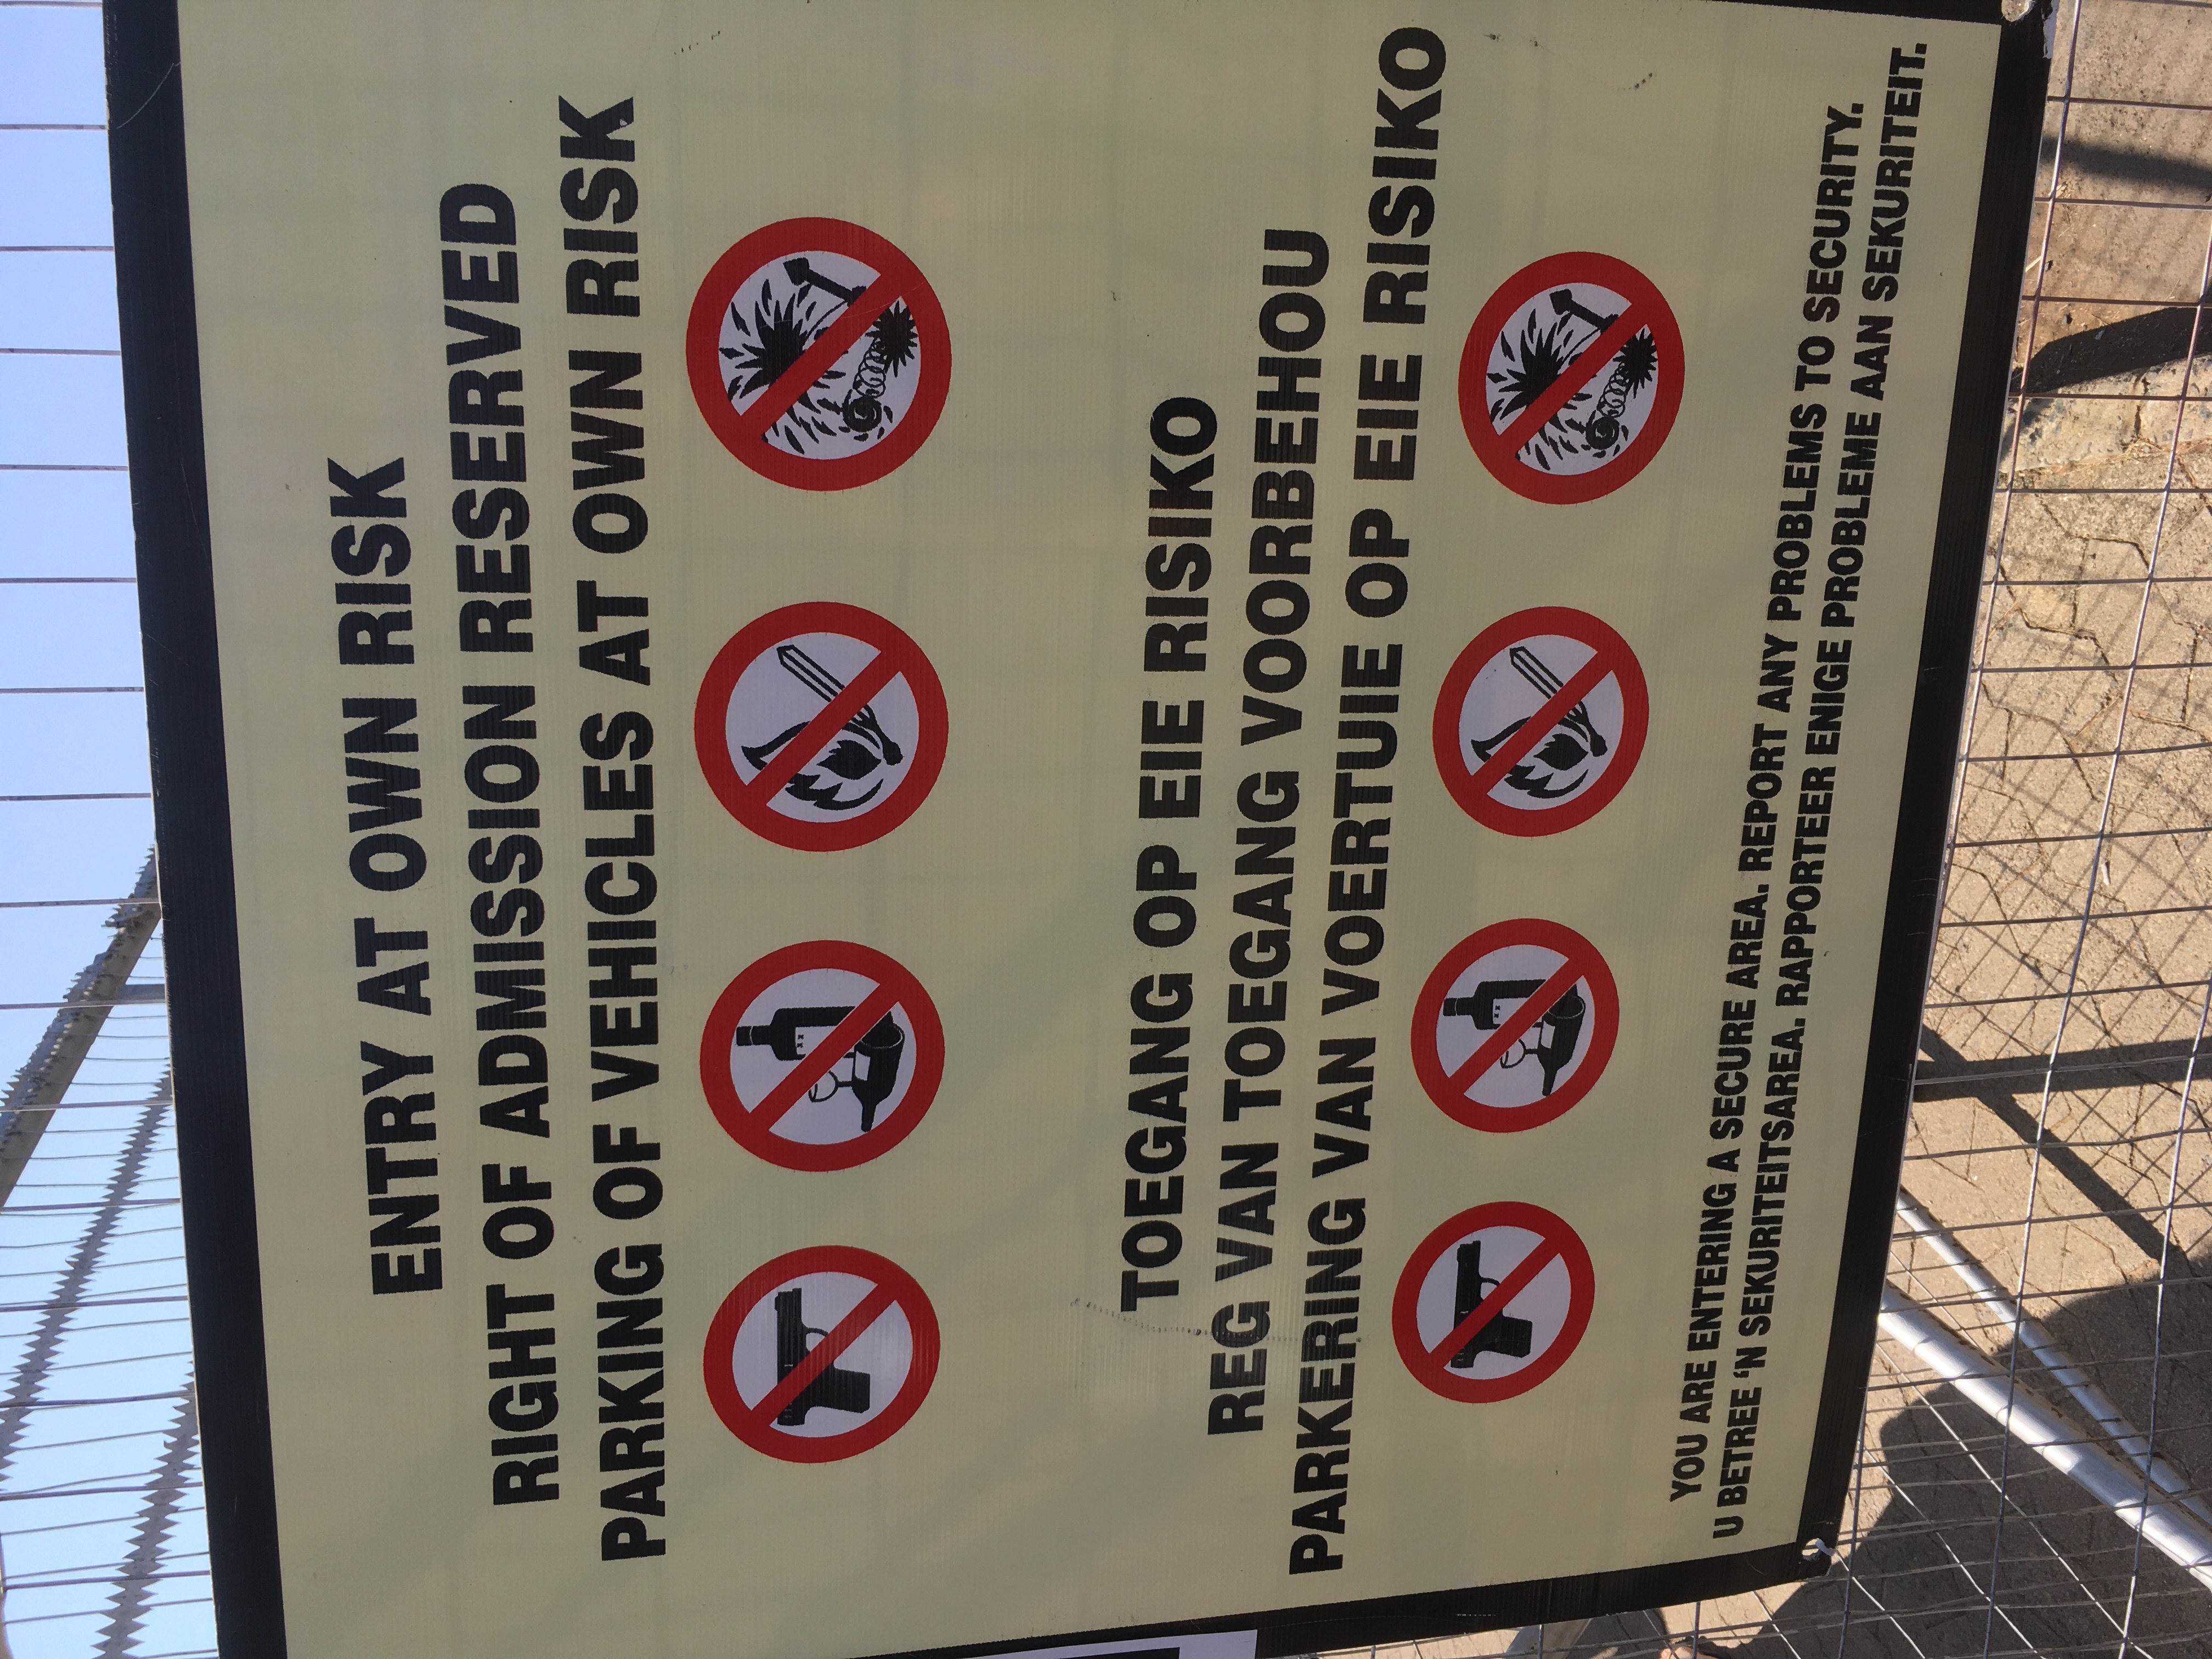 ENTRY AT OWN RISK
RIGHT OF ADMISSION RESERVED
PARKING OF VEHICLES AT OWN RISK
TOEGANG OP EIE RISIKO
REG VAN TOEGANG VOORBEHOU
PARKERING VAN VOERTUIE OP EIE RISIKO
YOU ARE ENTERING A SECURE AREA. REPORT ANY PROBLEMS TO SECURITY.
U BETREE 'N SEKURITEITSAREA. RAPPORTEER ENIGE PROBLEME AAN SEKURITEIT.